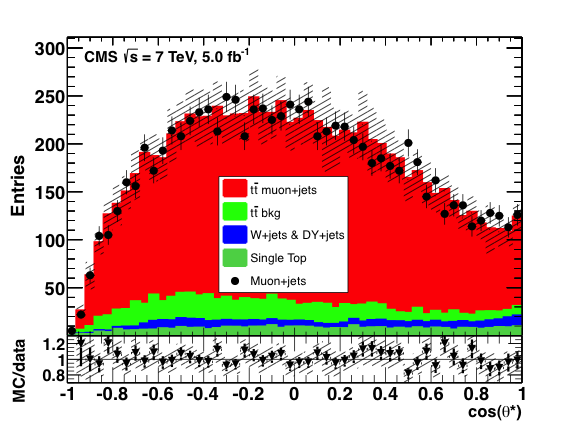 CMS √s = 7 TeV, 5.0 fb⁻¹
300
250
200
150
100
50
Entries
tt̄ muon+jets
tt̄ bkg
W+jets & DY+jets
Single Top
Muon+jets
MC/data
1.2
1
0.8
-1 -0.8 -0.6 -0.4 -0.2 -0 0.2 0.4 0.6 0.8 1
cos(θ*)